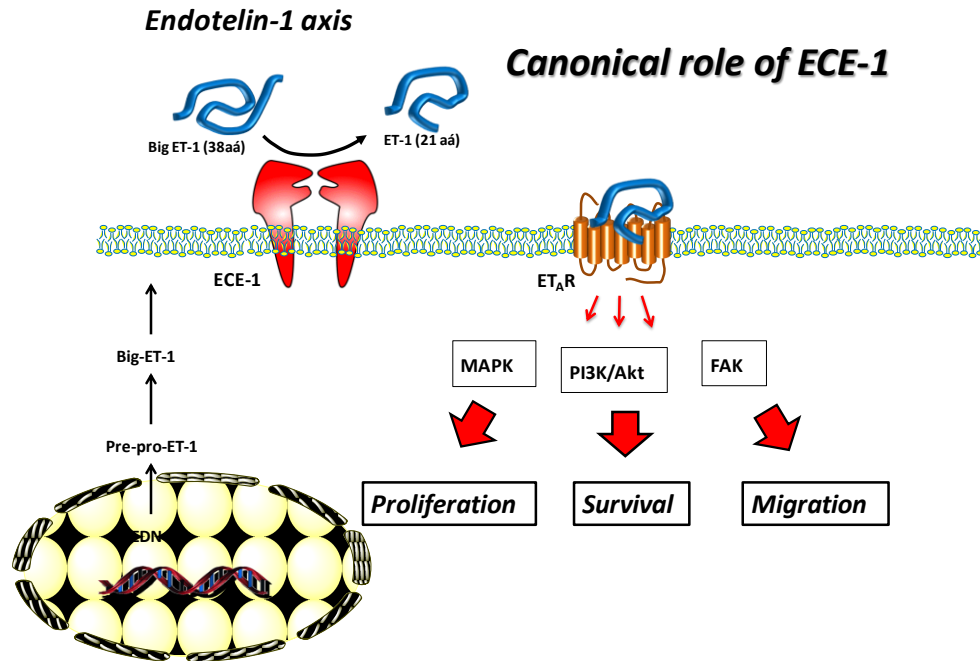 Endotelin-1 axis
Canonical role of ECE-1
Big ET-1 (38aá)
ET-1 (21 aá)
ECE-1
ETAR
Big-ET-1
MAPK
PI3K/Akt
FAK
Pre-pro-ET-1
Proliferation
Survival
Migration
EDN